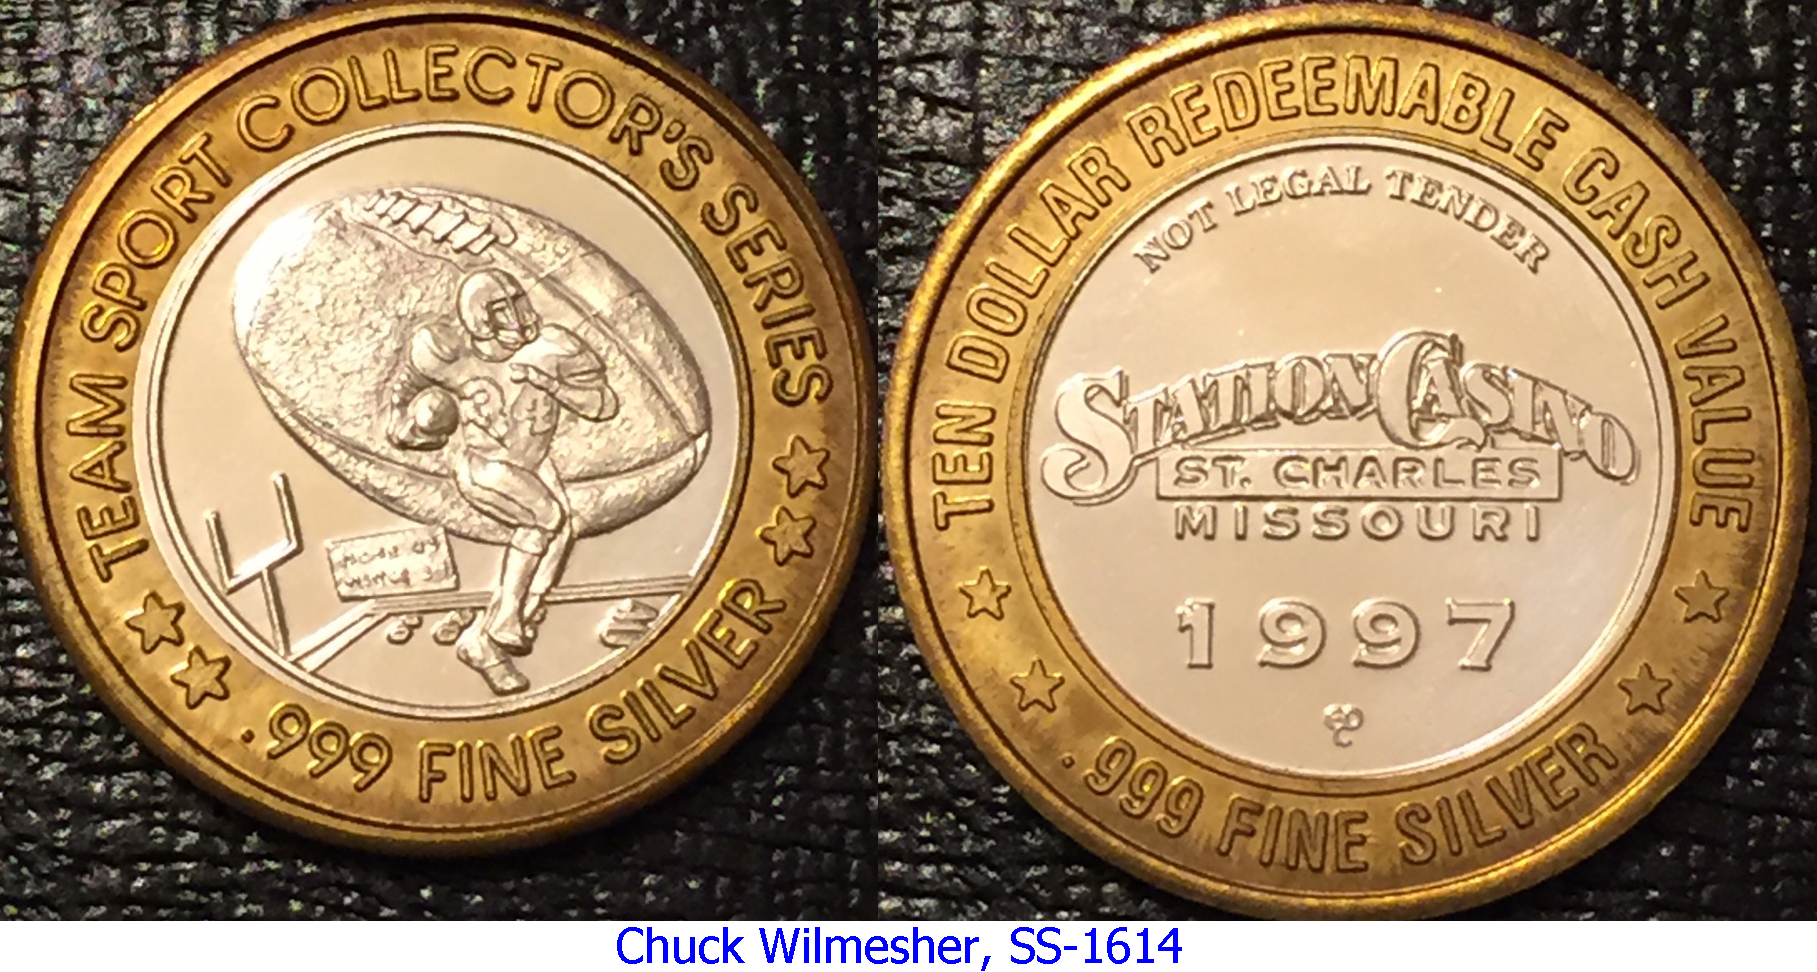 TEAM SPORT COLLECTOR'S SERIES
.999 FINE SILVER
TEN DOLLAR REDEEMABLE CASH VALUE
NOT LEGAL TENDER
STATION CASINO
ST. CHARLES
MISSOURI
1997
.999 FINE SILVER
Chuck Wilmesher, SS-1614